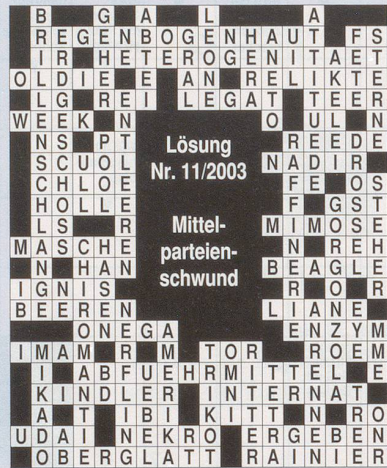 B G A L A
REGENBOGENHAUT FS
IR HETEROGENITAET
OLDIE E AN RELIKTE
LG REI LEGAT TEER
WEEK N O UL N
NS PT REEDE
SCUOL NADIR
CHLOE FE OS
HOLLE F GST
LS R MIMOSE
MASCHE N REH
N HAN BEAGLE
IGNIS R O R
BEEREN LIANE
ONEGA ENZYM
IMAM R M TOR ROEM
I ABFUEHRMITTEL E
KINDLER INTERNAT
A T IBI KITT N RO
UDAI NEKRO ERGEBEN
OBERGLATT RAINIER
Lösung
Nr. 11/2003
Mittel-
parteien-
schwund